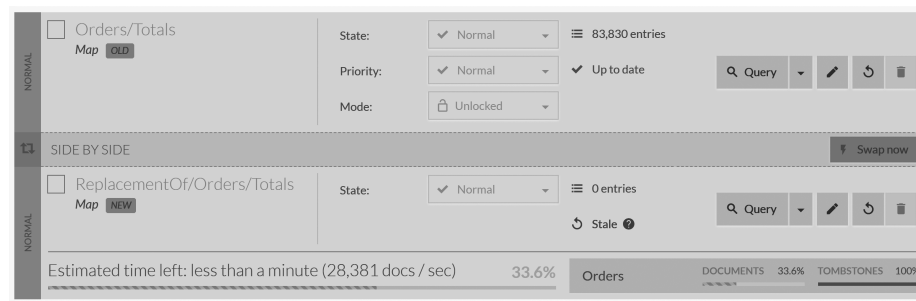 NORMAL
Orders/Totals
Map OLD
State: Normal
Priority: Normal
Mode: Unlocked
83,830 entries
Up to date
Query
SIDE BY SIDE
Swap now
NORMAL
ReplacementOf/Orders/Totals
Map NEW
State: Normal
0 entries
Stale
Query
Estimated time left: less than a minute (28,381 docs / sec) 33.6%
Orders DOCUMENTS 33.6% TOMBSTONES 100%